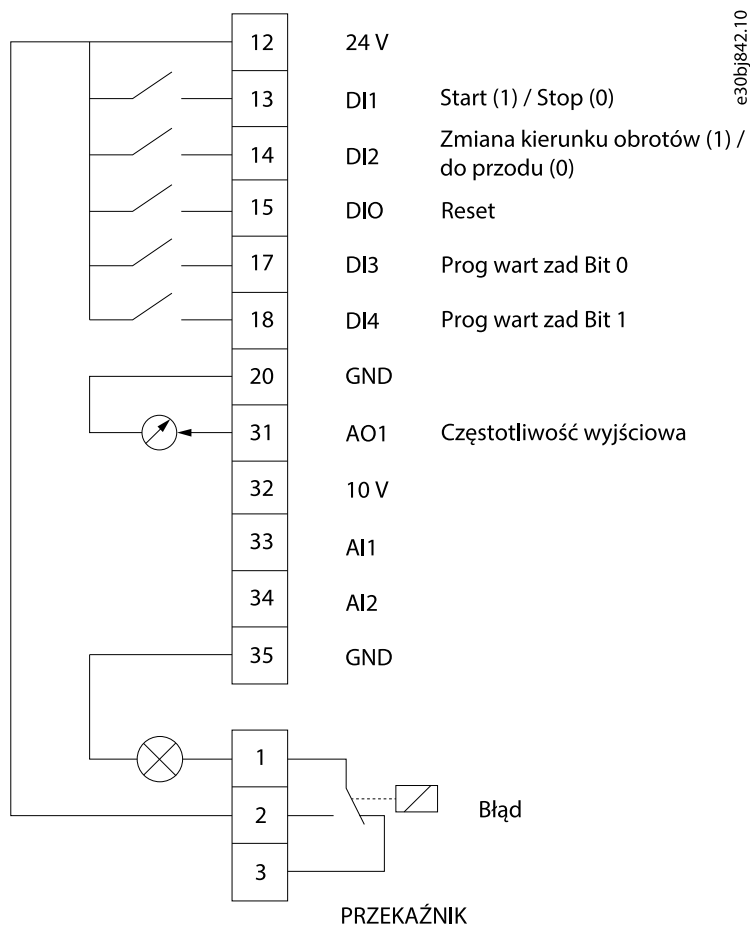 e30bj842.10
12 24 V
13 DI1 Start (1) / Stop (0)
14 DI2 Zmiana kierunku obrotów (1) /
do przodu (0)
15 DIO Reset
17 DI3 Prog wart zad Bit 0
18 DI4 Prog wart zad Bit 1
20 GND
31 AO1 Częstotliwość wyjściowa
32 10 V
33 AI1
34 AI2
35 GND
1
2 Błąd
3
PRZEKAŹNIK